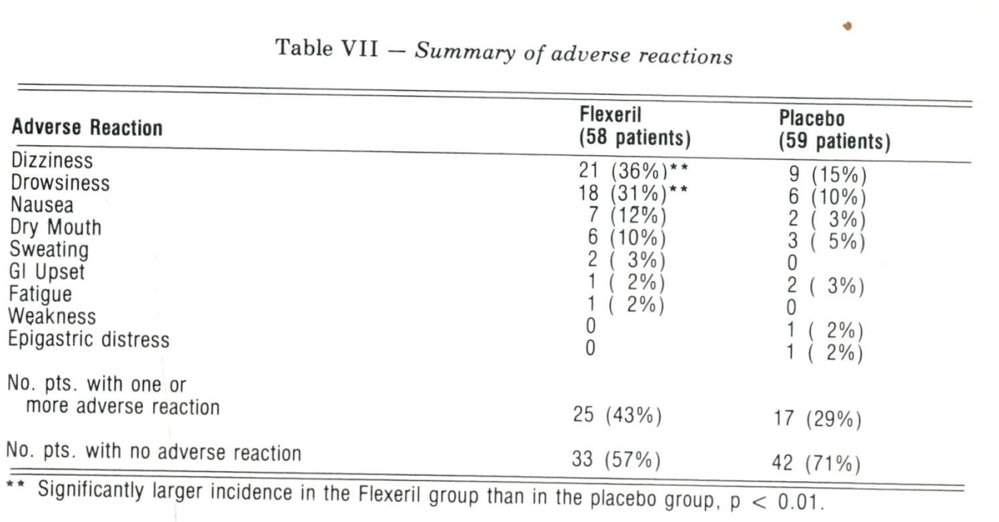 Table VII — Summary of adverse reactions
Adverse Reaction Flexeril (58 patients) Placebo (59 patients)
Dizziness 21 (36%)** 9 (15%)
Drowsiness 18 (31%)** 6 (10%)
Nausea 7 (12%) 2 ( 3%)
Dry Mouth 6 (10%) 3 ( 5%)
Sweating 2 ( 3%) 0
GI Upset 1 ( 2%) 2 ( 3%)
Fatigue 1 ( 2%) 0
Weakness 0 1 ( 2%)
Epigastric distress 0 1 ( 2%)
No. pts. with one or
more adverse reaction 25 (43%) 17 (29%)
No. pts. with no adverse reaction 33 (57%) 42 (71%)
** Significantly larger incidence in the Flexeril group than in the placebo group, p < 0.01.